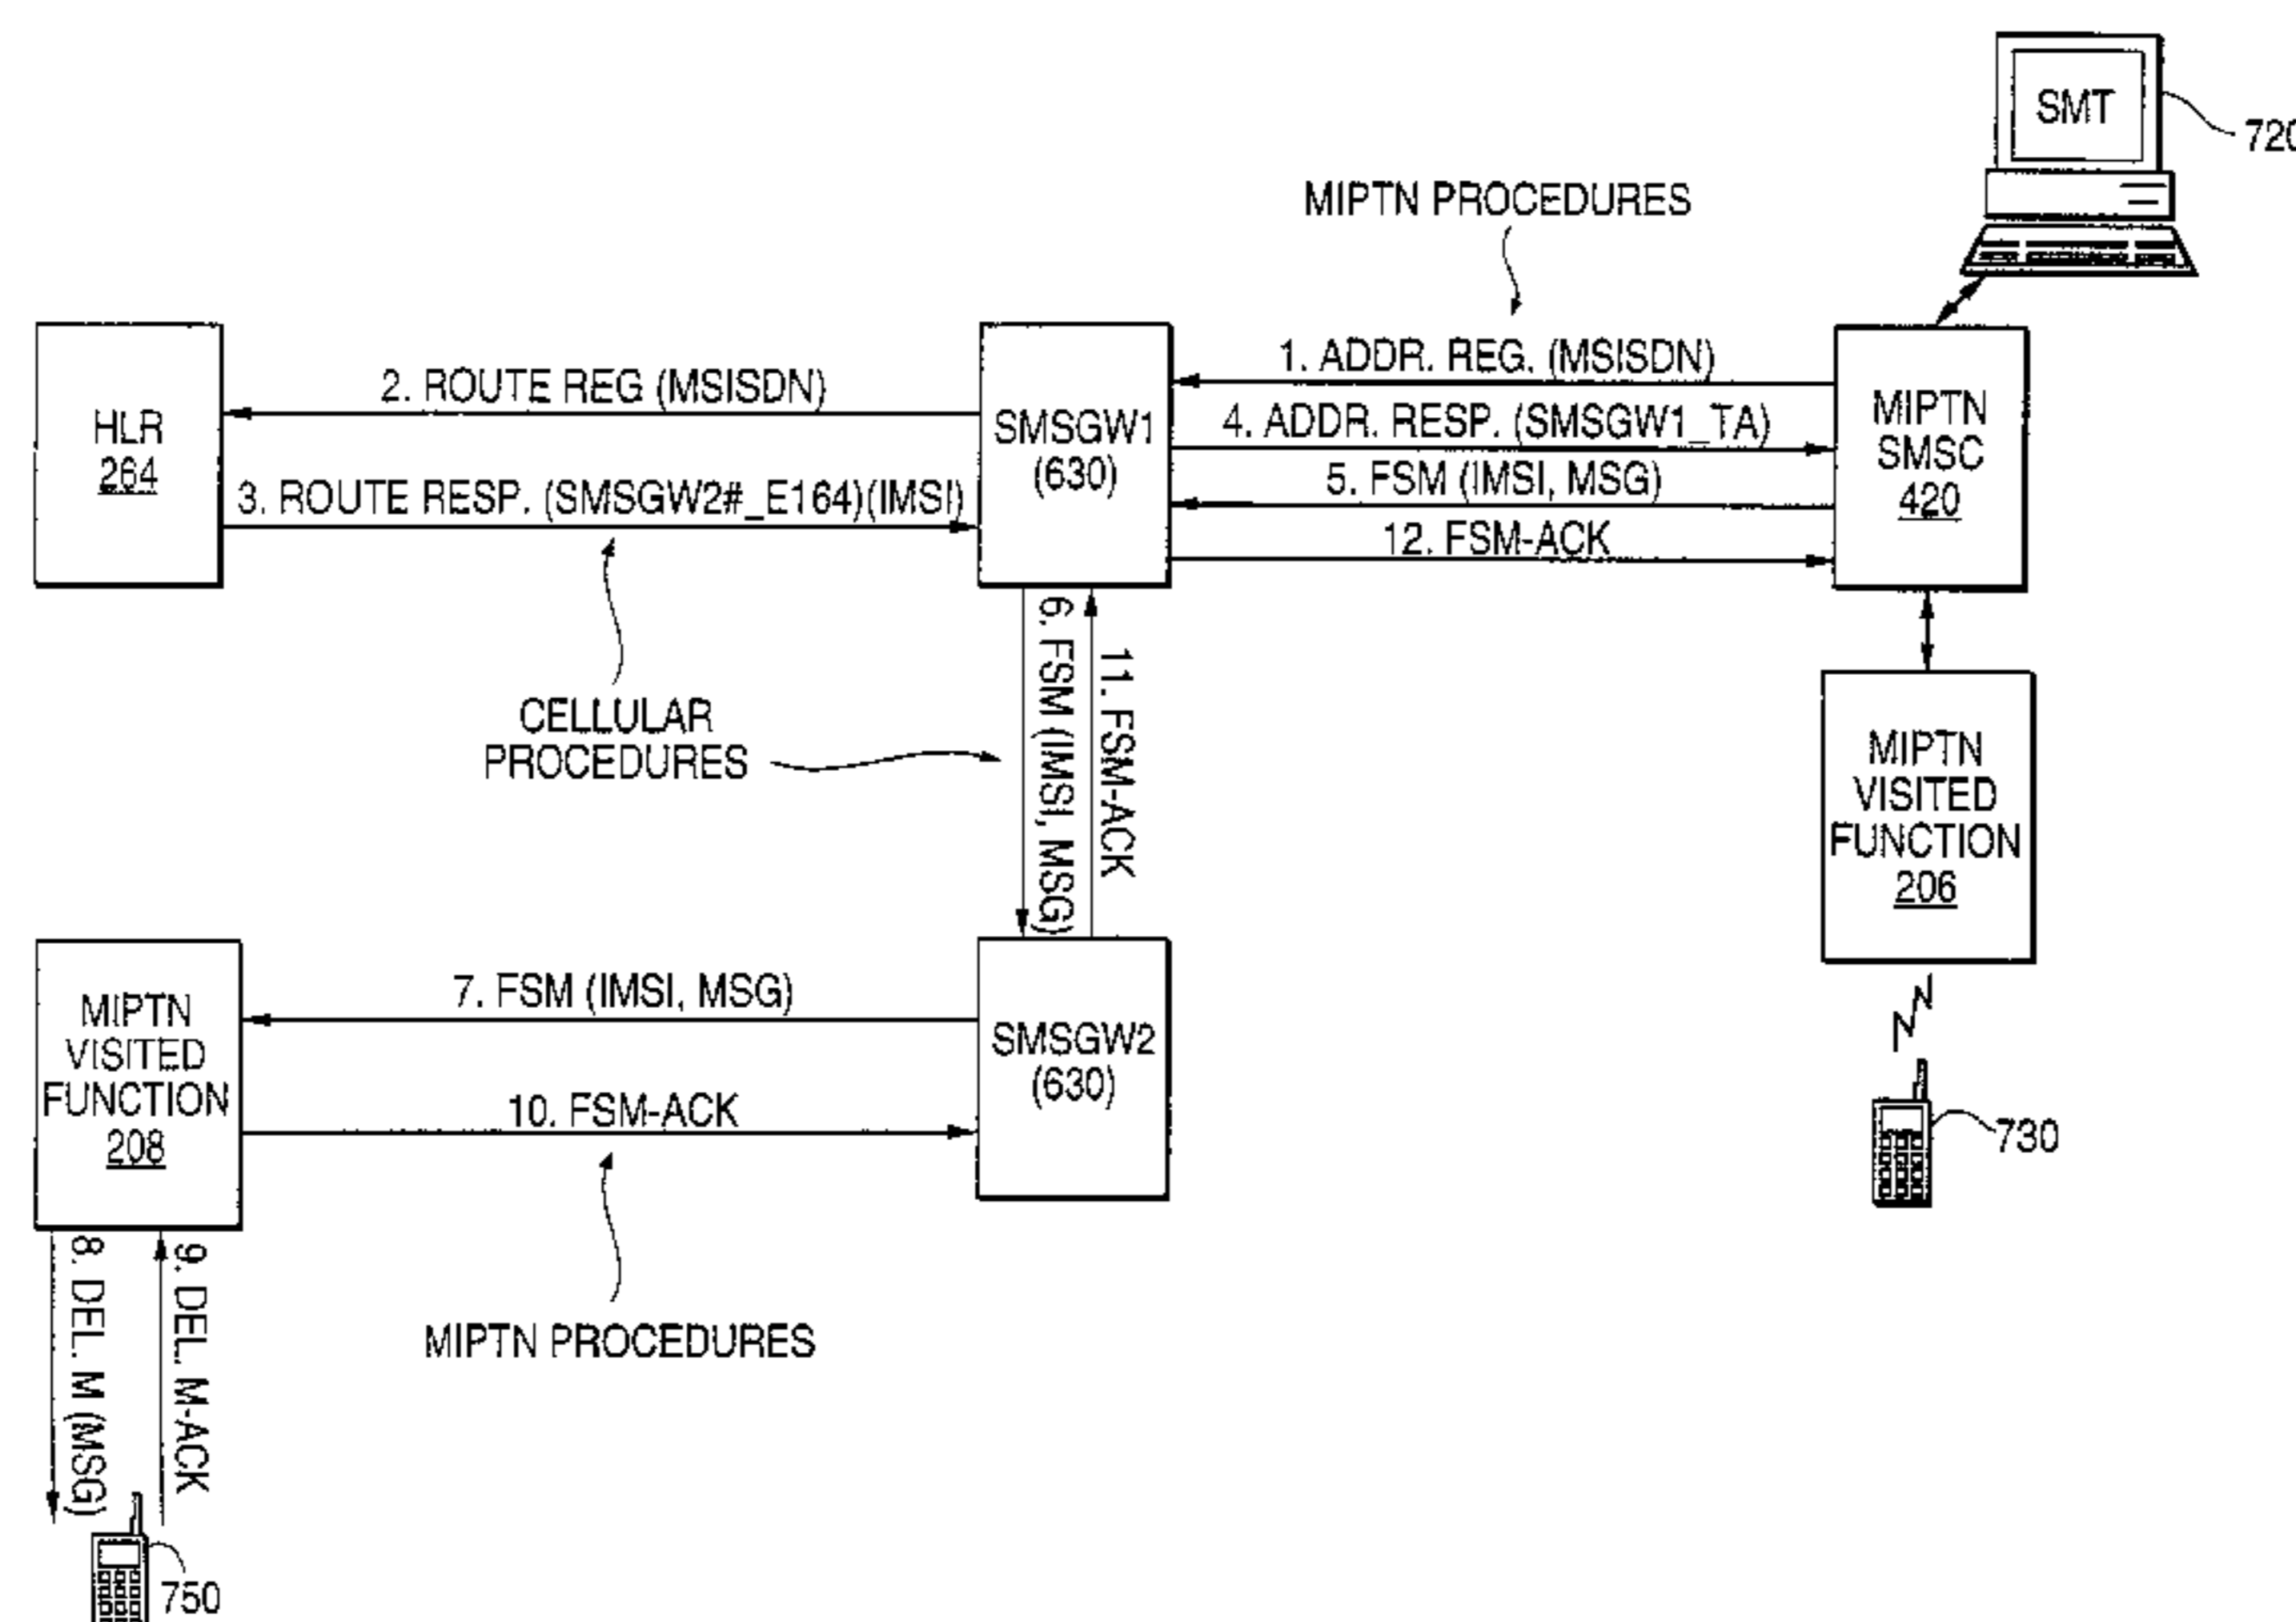 SMT
720
MIPTN PROCEDURES
HLR
264
2. ROUTE REG (MSISDN)
3. ROUTE RESP. (SMSGW2#_E164)(IMSI)
SMSGW1
(630)
1. ADDR. REG. (MSISDN)
4. ADDR. RESP. (SMSGW1_TA)
5. FSM (IMSI, MSG)
12. FSM-ACK
MIPTN
SMSC
420
CELLULAR
PROCEDURES
6. FSM (IMSI, MSG)
11. FSM-ACK
MIPTN
VISITED
FUNCTION
206
MIPTN
VISITED
FUNCTION
208
7. FSM (IMSI, MSG)
10. FSM-ACK
SMSGW2
(630)
730
8. DEL. M (MSG)
9. DEL. M-ACK
MIPTN PROCEDURES
750